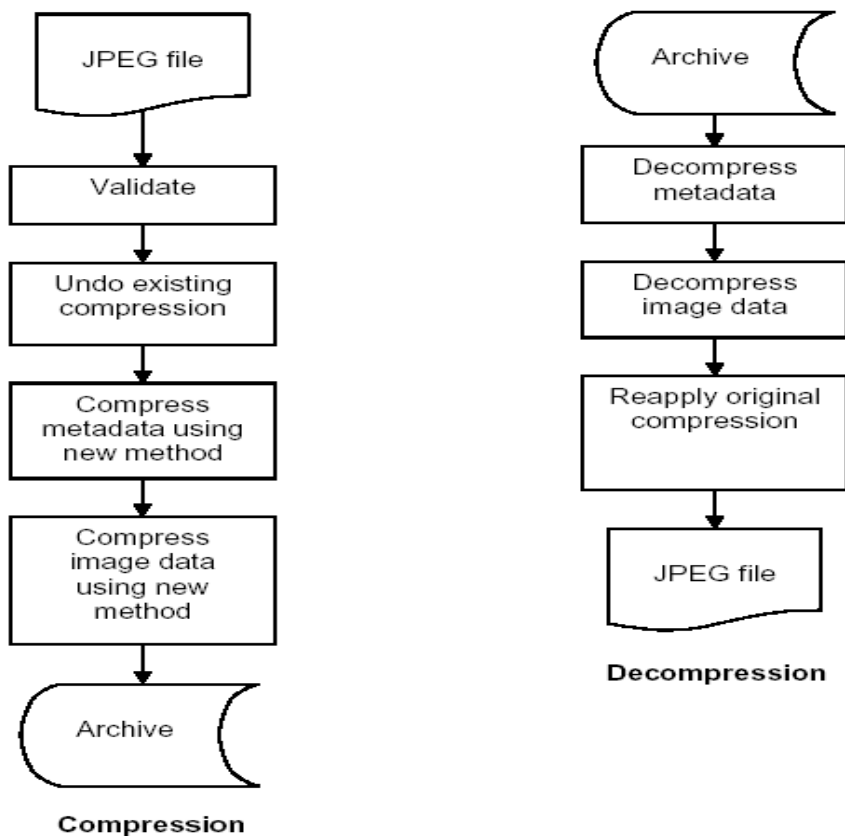 JPEG file
Validate
Undo existing
compression
Compress
metadata using
new method
Compress
image data
using new
method
Archive
Compression
Archive
Decompress
metadata
Decompress
image data
Reapply original
compression
JPEG file
Decompression